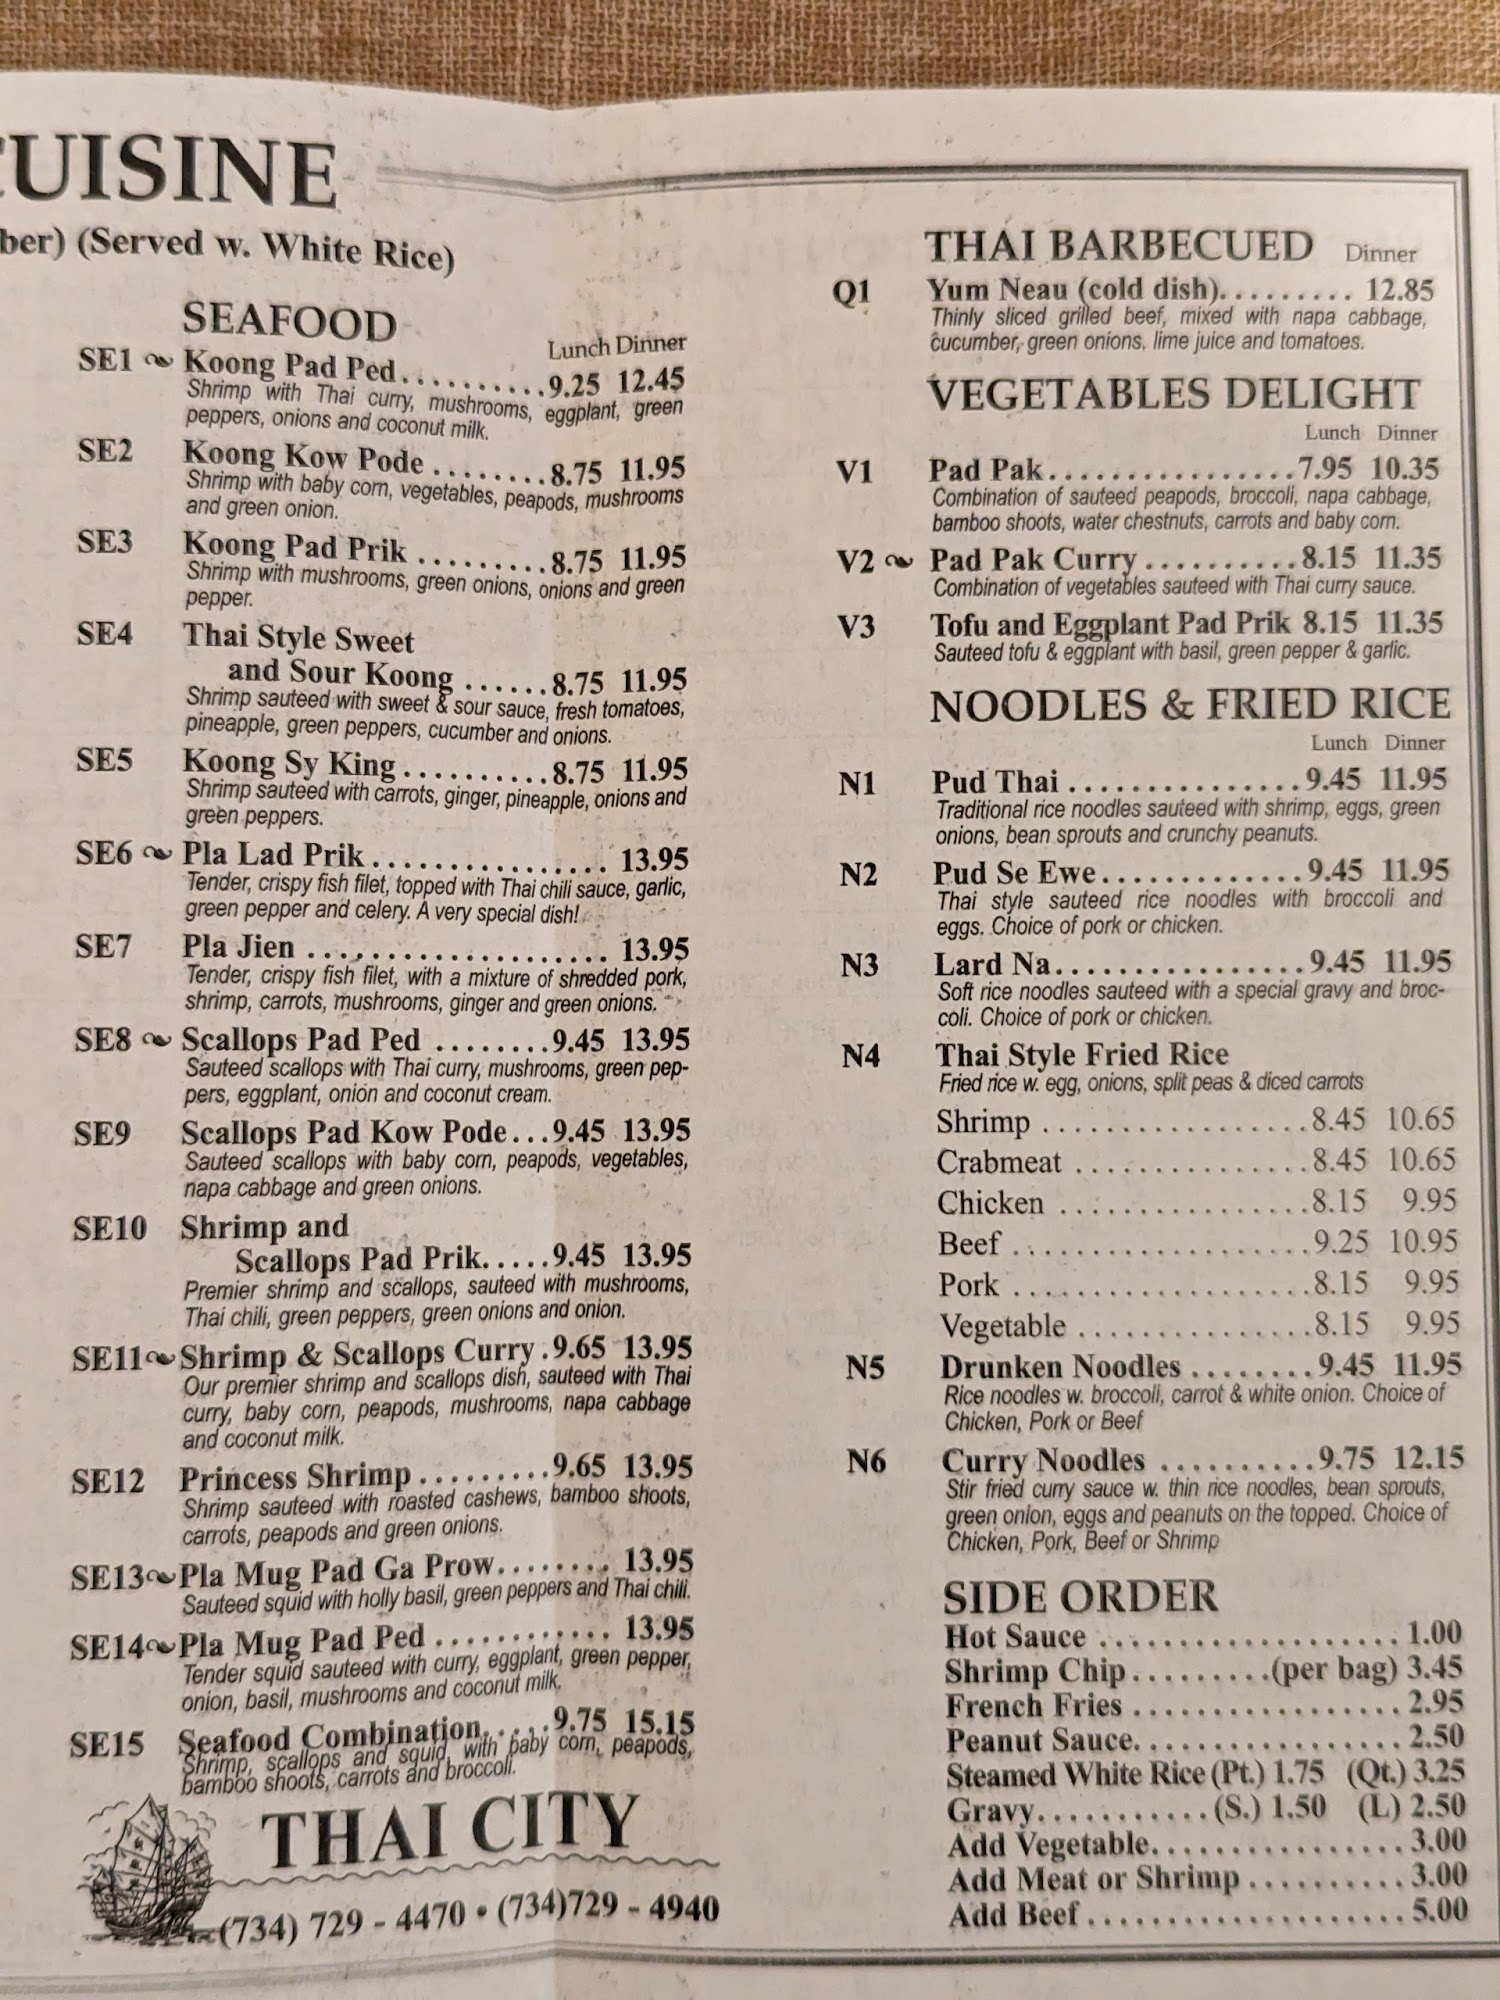 CUISINE
ber) (Served w. White Rice)
SEAFOOD
Lunch Dinner
SE1 Koong Pad Ped..........9.25 12.45
Shrimp with Thai curry, mushrooms, eggplant, green
peppers, onions and coconut milk.
SE2 Koong Kow Pode.......8.75 11.95
Shrimp with baby corn, vegetables, peapods, mushrooms
and green onion.
SE3 Koong Pad Prik ........8.75 11.95
Shrimp with mushrooms, green onions, onions and green
pepper.
SE4 Thai Style Sweet
and Sour Koong ......8.75 11.95
Shrimp sauteed with sweet & sour sauce, fresh tomatoes,
pineapple, green peppers, cucumber and onions.
SE5 Koong Sy King..........8.75 11.95
Shrimp sauteed with carrots, ginger, pineapple, onions and
green peppers.
SE6 Pla Lad Prik................ 13.95
Tender, crispy fish filet, topped with Thai chili sauce, garlic,
green pepper and celery. A very special dish!
SE7 Pla Jien .................... 13.95
Tender, crispy fish filet, with a mixture of shredded pork,
shrimp, carrots, mushrooms, ginger and green onions.
SE8 Scallops Pad Ped ........9.45 13.95
Sauteed scallops with Thai curry, mushrooms, green pep-
pers, eggplant, onion and coconut cream.
SE9 Scallops Pad Kow Pode...9.45 13.95
Sauteed scallops with baby corn, peapods, vegetables,
napa cabbage and green onions.
SE10 Shrimp and
Scallops Pad Prik.....9.45 13.95
Premier shrimp and scallops, sauteed with mushrooms,
Thai chili, green peppers, green onions and onion.
SE11 Shrimp & Scallops Curry.9.65 13.95
Our premier shrimp and scallops dish, sauteed with Thai
curry, baby corn, peapods, mushrooms, napa cabbage
and coconut milk.
SE12 Princess Shrimp.........9.65 13.95
Shrimp sauteed with roasted cashews, bamboo shoots,
carrots, peapods and green onions.
SE13 Pla Mug Pad Ga Prow........ 13.95
Sauteed squid with holly basil, green peppers and Thai chili.
SE14 Pla Mug Pad Ped ............ 13.95
Tender squid sauteed with curry, eggplant, green pepper,
onion, basil, mushrooms and coconut milk.
SE15 Seafood Combination.....9.75 15.15
Shrimp, scallops and squid, with baby corn, peapods,
bamboo shoots, carrots and broccoli.
THAI CITY
(734) 729 - 4470 • (734)729 - 4940
THAI BARBECUED Dinner
Q1 Yum Neau (cold dish)......... 12.85
Thinly sliced grilled beef, mixed with napa cabbage,
cucumber, green onions, lime juice and tomatoes.
VEGETABLES DELIGHT
Lunch Dinner
V1 Pad Pak................7.95 10.35
Combination of sauteed peapods, broccoli, napa cabbage,
bamboo shoots, water chestnuts, carrots and baby corn.
V2 Pad Pak Curry..........8.15 11.35
Combination of vegetables sauteed with Thai curry sauce.
V3 Tofu and Eggplant Pad Prik 8.15 11.35
Sauteed tofu & eggplant with basil, green pepper & garlic.
NOODLES & FRIED RICE
Lunch Dinner
N1 Pud Thai ...............9.45 11.95
Traditional rice noodles sauteed with shrimp, eggs, green
onions, bean sprouts and crunchy peanuts.
N2 Pud Se Ewe.............9.45 11.95
Thai style sauteed rice noodles with broccoli and
eggs. Choice of pork or chicken.
N3 Lard Na................9.45 11.95
Soft rice noodles sauteed with a special gravy and broc-
coli. Choice of pork or chicken.
N4 Thai Style Fried Rice
Fried rice w. egg, onions, split peas & diced carrots
Shrimp .................8.45 10.65
Crabmeat ...............8.45 10.65
Chicken ................8.15 9.95
Beef ...................9.25 10.95
Pork ...................8.15 9.95
Vegetable ...............8.15 9.95
N5 Drunken Noodles ........9.45 11.95
Rice noodles w. broccoli, carrot & white onion. Choice of
Chicken, Pork or Beef
N6 Curry Noodles ..........9.75 12.15
Stir fried curry sauce w. thin rice noodles, bean sprouts,
green onion, eggs and peanuts on the topped. Choice of
Chicken, Pork, Beef or Shrimp
SIDE ORDER
Hot Sauce ................... 1.00
Shrimp Chip.........(per bag) 3.45
French Fries ................. 2.95
Peanut Sauce................. 2.50
Steamed White Rice (Pt.) 1.75 (Qt.) 3.25
Gravy...........(S.) 1.50 (L) 2.50
Add Vegetable................ 3.00
Add Meat or Shrimp .......... 3.00
Add Beef .................... 5.00